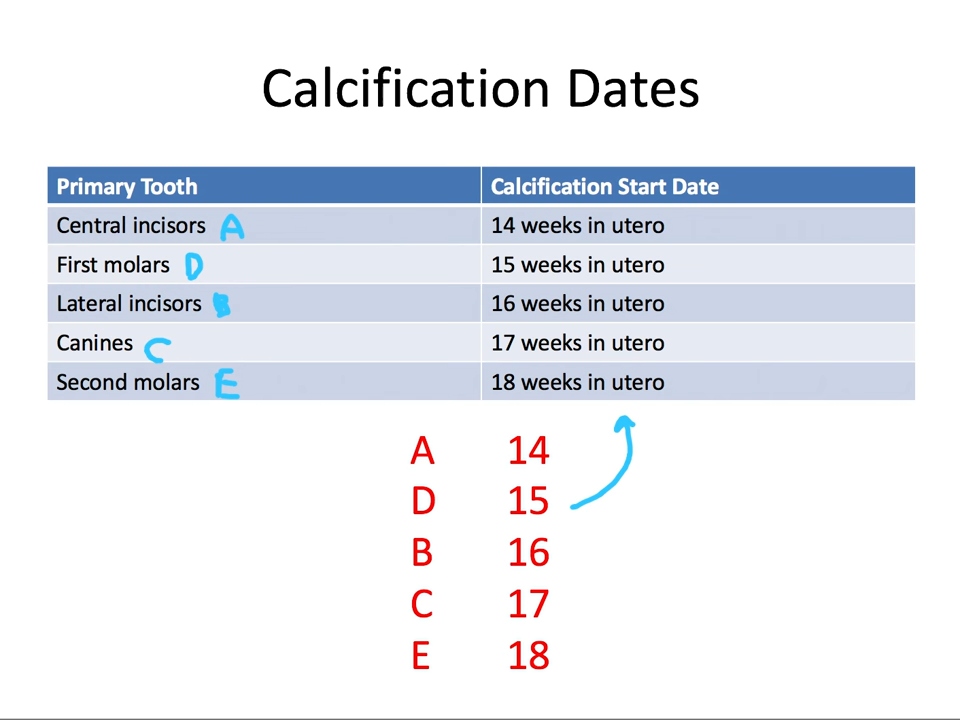 Calcification Dates
Primary Tooth Calcification Start Date
Central incisors A 14 weeks in utero
First molars D 15 weeks in utero
Lateral incisors B 16 weeks in utero
Canines C 17 weeks in utero
Second molars E 18 weeks in utero
A 14
D 15
B 16
C 17
E 18